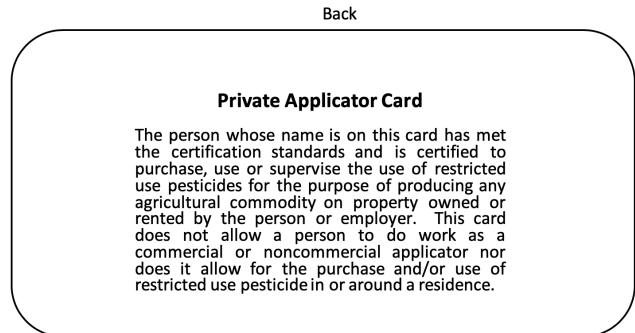 Back
Private Applicator Card
The person whose name is on this card has met
the certification standards and is certified to
purchase, use or supervise the use of restricted
use pesticides for the purpose of producing any
agricultural commodity on property owned or
rented by the person or employer. This card
does not allow a person to do work as a
commercial or noncommercial applicator nor
does it allow for the purchase and/or use of
restricted use pesticide in or around a residence.